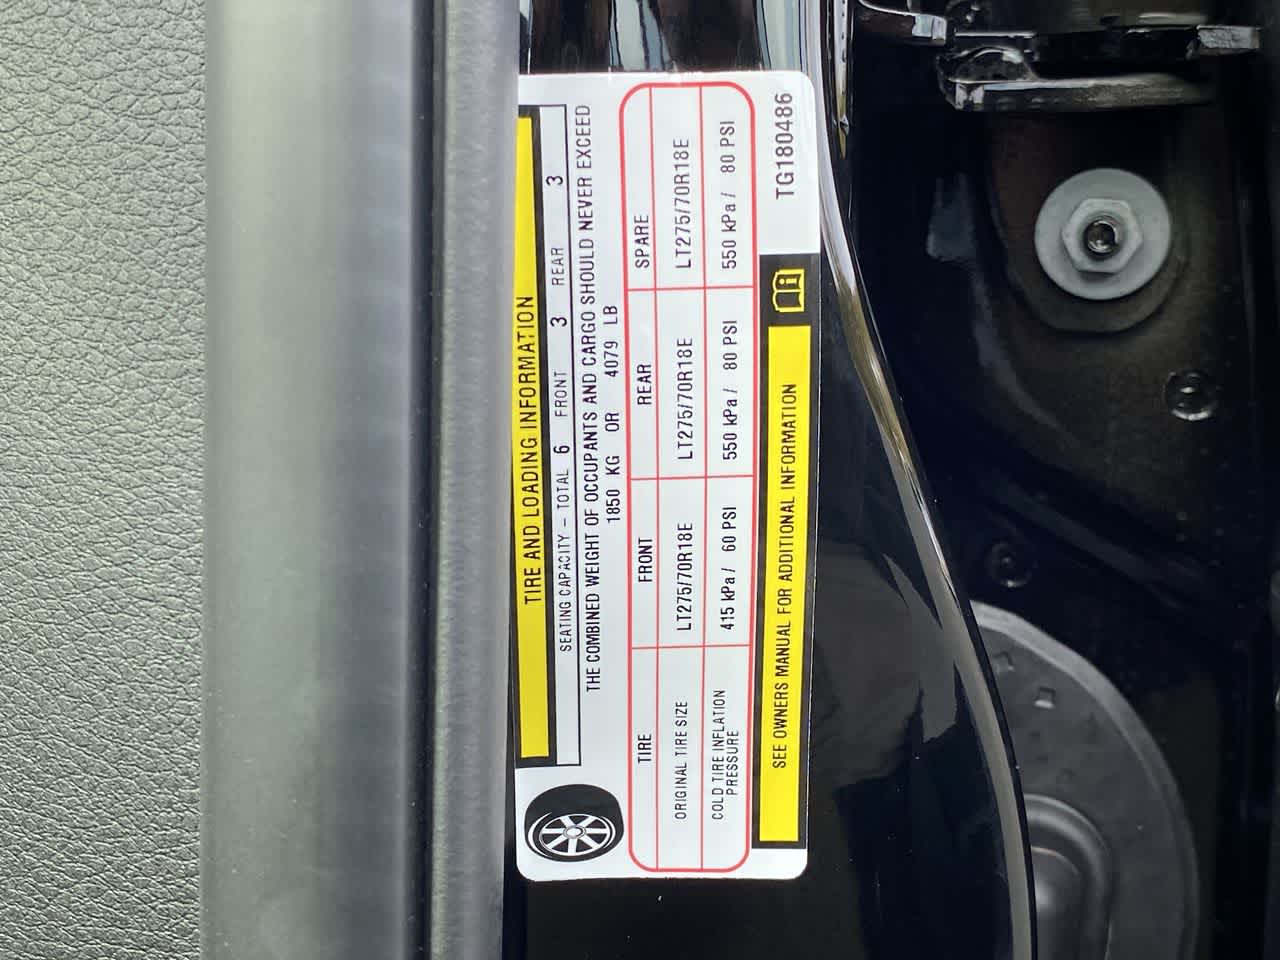 TIRE AND LOADING INFORMATION
SEATING CAPACITY – TOTAL 6 FRONT 3 REAR 3
THE COMBINED WEIGHT OF OCCUPANTS AND CARGO SHOULD NEVER EXCEED
1850 KG OR 4079 LB
TIRE FRONT REAR SPARE
ORIGINAL TIRE SIZE LT275/70R18E LT275/70R18E LT275/70R18E
COLD TIRE INFLATION
PRESSURE 415 kPa/ 60 PSI 550 kPa/ 80 PSI 550 kPa/ 80 PSI
SEE OWNERS MANUAL FOR ADDITIONAL INFORMATION
TG180486